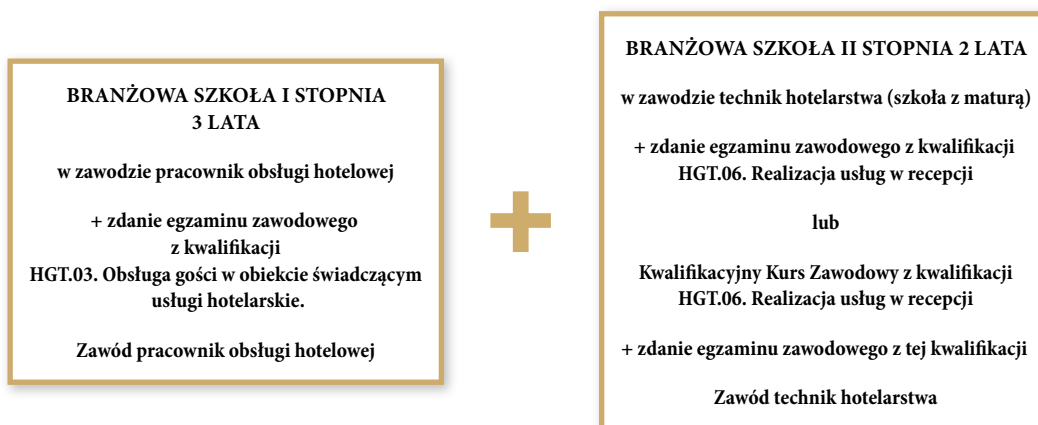 BRANŻOWA SZKOŁA I STOPNIA
3 LATA
w zawodzie pracownik obsługi hotelowej
+ zdanie egzaminu zawodowego
z kwalifikacji
HGT.03. Obsługa gości w obiekcie świadczącym
usługi hotelarskie.
Zawód pracownik obsługi hotelowej
+
BRANŻOWA SZKOŁA II STOPNIA 2 LATA
w zawodzie technik hotelarstwa (szkoła z maturą)
+ zdanie egzaminu zawodowego z kwalifikacji
HGT.06. Realizacja usług w recepcji
lub
Kwalifikacyjny Kurs Zawodowy z kwalifikacji
HGT.06. Realizacja usług w recepcji
+ zdanie egzaminu zawodowego z tej kwalifikacji
Zawód technik hotelarstwa